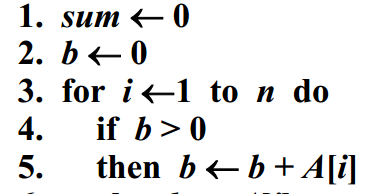 1. sum ← 0
2. b ← 0
3. for i ←1 to n do
4. if b > 0
5. then b ← b + A[i]